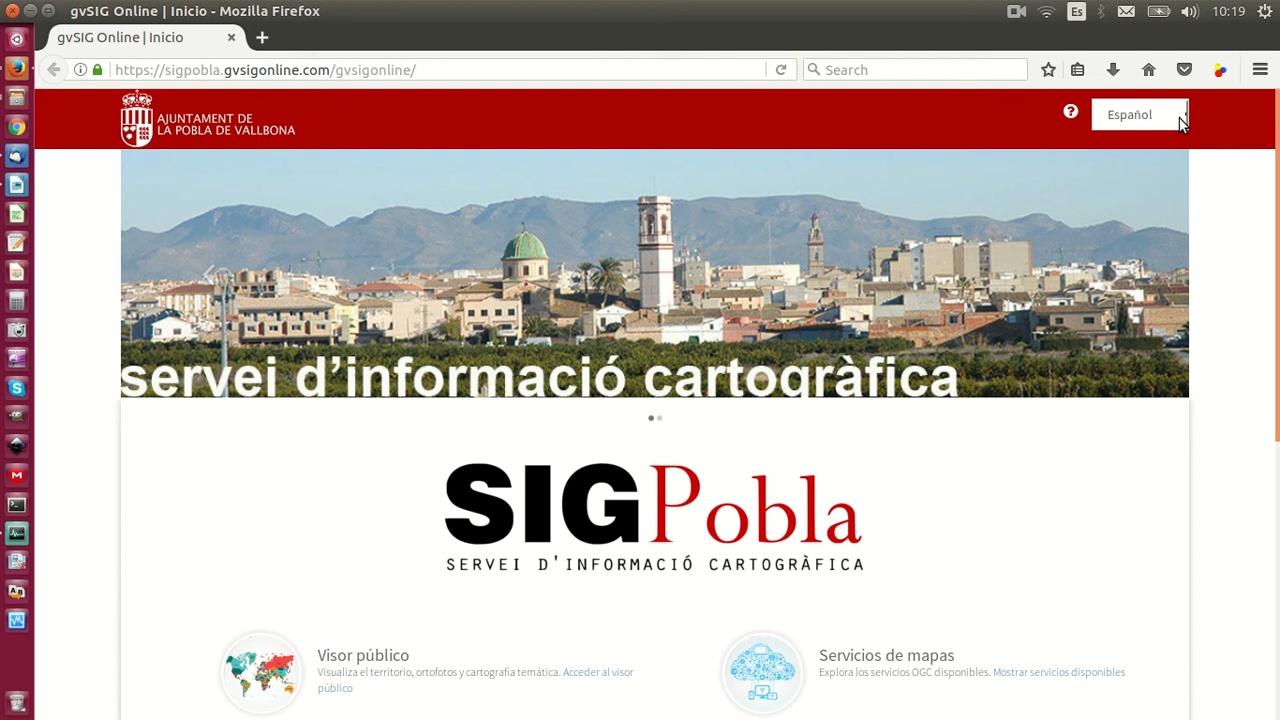 gvSIG Online | Inicio - Mozilla Firefox
Es
10:19
gvSIG Online | Inicio
https://sigpobla.gvsigonline.com/gvsigonline/
Search
AJUNTAMENT DE
LA POBLA DE VALLBONA
Español
servei d'informació cartogràfica
SIGPobla
SERVEI D'INFORMACIÓ CARTOGRÀFICA
Visor público
Visualiza el territorio, ortofotos y cartografía temática. Acceder al visor
público
Servicios de mapas
Explora los servicios OGC disponibles. Mostrar servicios disponibles